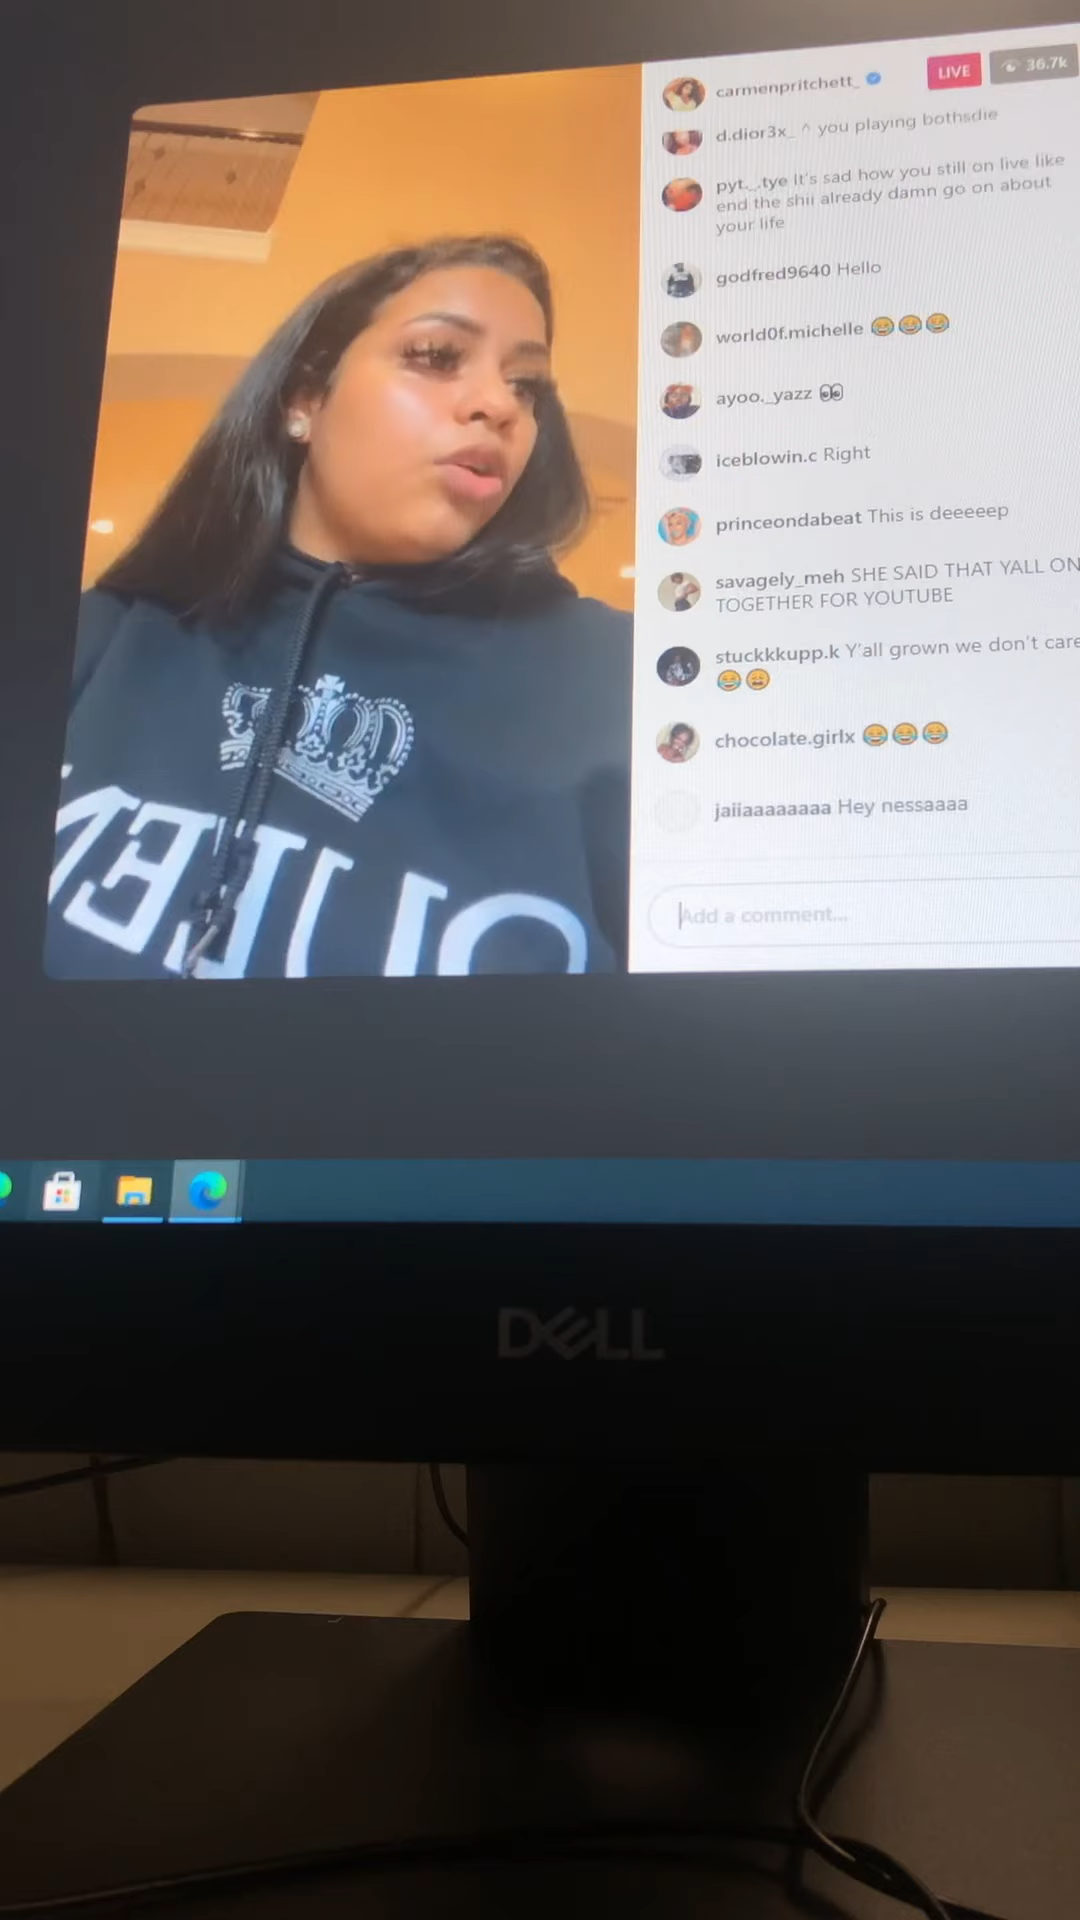 carmenpritchett_
LIVE
36.7k
d.dior3x_ ^ you playing bothsdie
pyt._.tye It's sad how you still on live like
end the shii already damn go on about
your life
godfred9640 Hello
world0f.michelle 😂😂😂
ayoo._yazz 👀
iceblowin.c Right
princeondabeat This is deeeeep
savagely_meh SHE SAID THAT YALL ON
TOGETHER FOR YOUTUBE
stuckkkupp.k Y'all grown we don't care
😂😩
chocolate.girlx 😂😂😂
jaiiaaaaaaaa Hey nessaaaa
Add a comment...
QUEEN
DELL